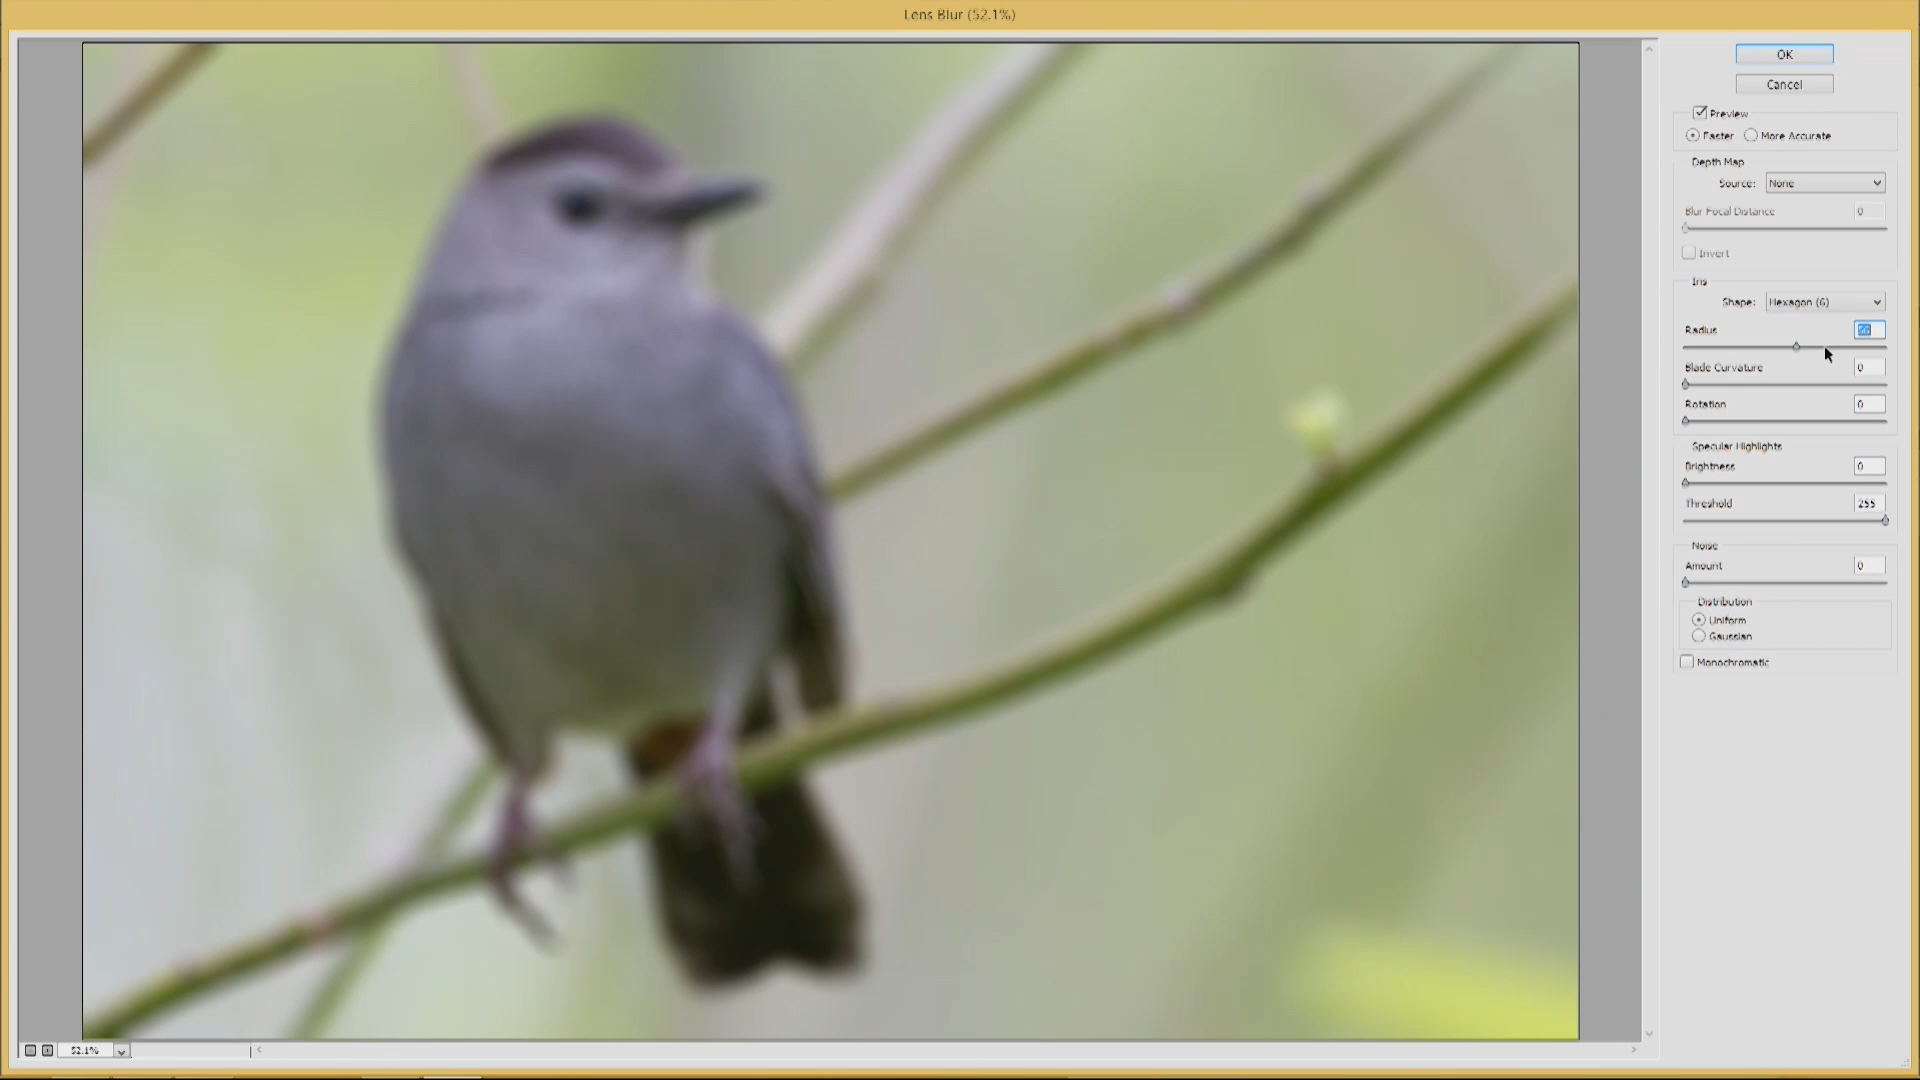 Lens Blur (52.1%)
OK
Cancel
Preview
Faster
More Accurate
Depth Map
Source: None
Blur Focal Distance 0
Invert
Iris
Shape: Hexagon (6)
Radius
Blade Curvature 0
Rotation 0
Specular Highlights
Brightness 0
Threshold 255
Noise
Amount 0
Distribution
Uniform
Gaussian
Monochromatic
52.1%